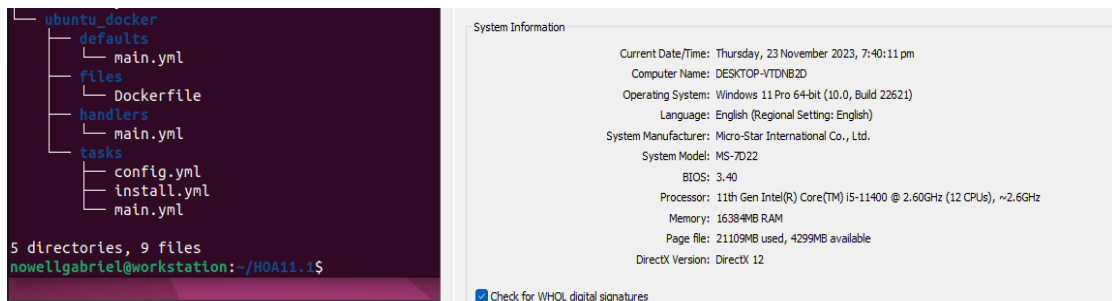 └── ubuntu_docker
├── defaults
│   └── main.yml
├── files
│   └── Dockerfile
├── handlers
│   └── main.yml
└── tasks
├── config.yml
├── install.yml
└── main.yml
5 directories, 9 files
nowellgabriel@workstation:~/HOA11.1$
System Information
Current Date/Time: Thursday, 23 November 2023, 7:40:11 pm
Computer Name: DESKTOP-VTDNB2D
Operating System: Windows 11 Pro 64-bit (10.0, Build 22621)
Language: English (Regional Setting: English)
System Manufacturer: Micro-Star International Co., Ltd.
System Model: MS-7D22
BIOS: 3.40
Processor: 11th Gen Intel(R) Core(TM) i5-11400 @ 2.60GHz (12 CPUs), ~2.6GHz
Memory: 16384MB RAM
Page file: 21109MB used, 4299MB available
DirectX Version: DirectX 12
Check for WHQL digital signatures